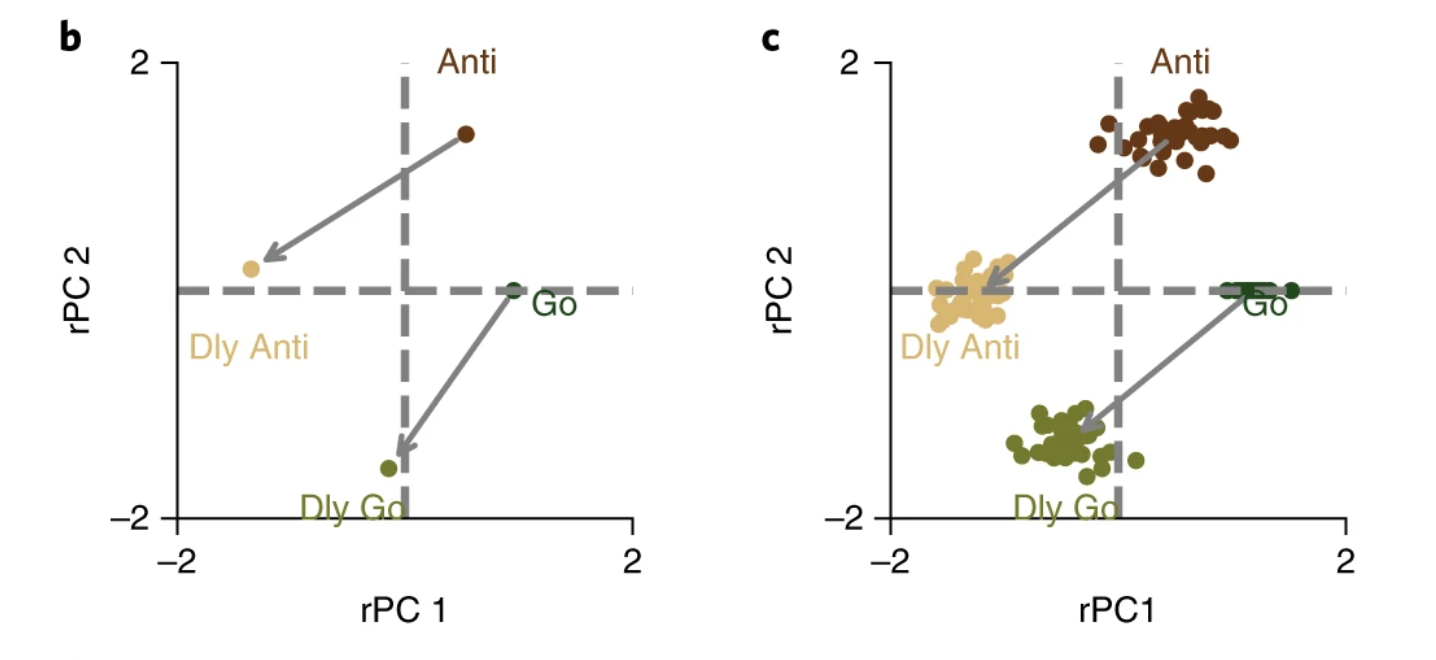 b
2
Anti
rPC 2
Go
Dly Anti
Dly Go
−2
−2
2
rPC 1
c
2
Anti
rPC 2
Go
Dly Anti
Dly Go
−2
−2
2
rPC1